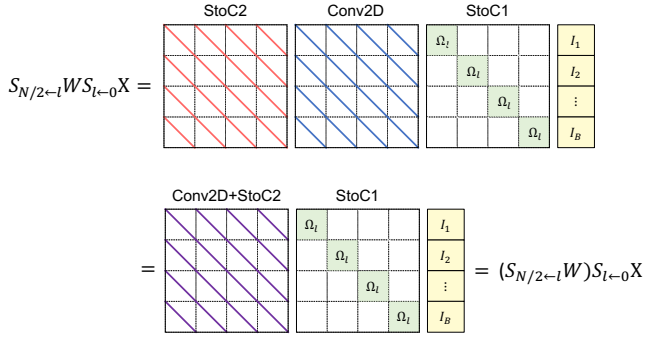 StoC2 Conv2D StoC1
S_{N/2←l}WS_{l←0}X =
Ω_l I_1
Ω_l I_2
Ω_l ⋮
Ω_l I_B
Conv2D+StoC2 StoC1
Ω_l I_1
Ω_l I_2
= Ω_l ⋮ = (S_{N/2←l}W)S_{l←0}X
Ω_l I_B